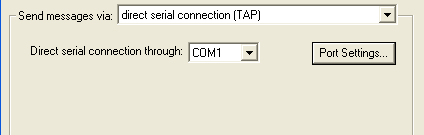 Send messages via: direct serial connection (TAP)
Direct serial connection through: COM1 Port Settings...